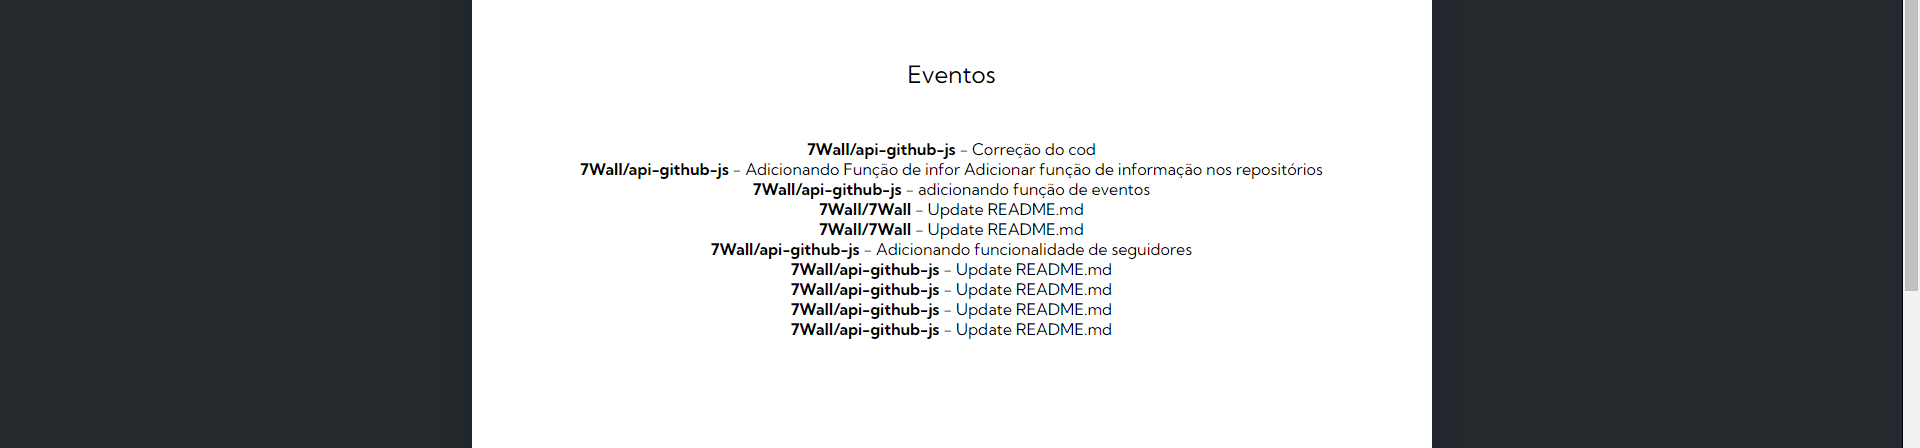 Eventos
7Wall/api-github-js - Correção do cod
7Wall/api-github-js - Adicionando Função de infor Adicionar função de informação nos repositórios
7Wall/api-github-js - adicionando função de eventos
7Wall/7Wall - Update README.md
7Wall/7Wall - Update README.md
7Wall/api-github-js - Adicionando funcionalidade de seguidores
7Wall/api-github-js - Update README.md
7Wall/api-github-js - Update README.md
7Wall/api-github-js - Update README.md
7Wall/api-github-js - Update README.md